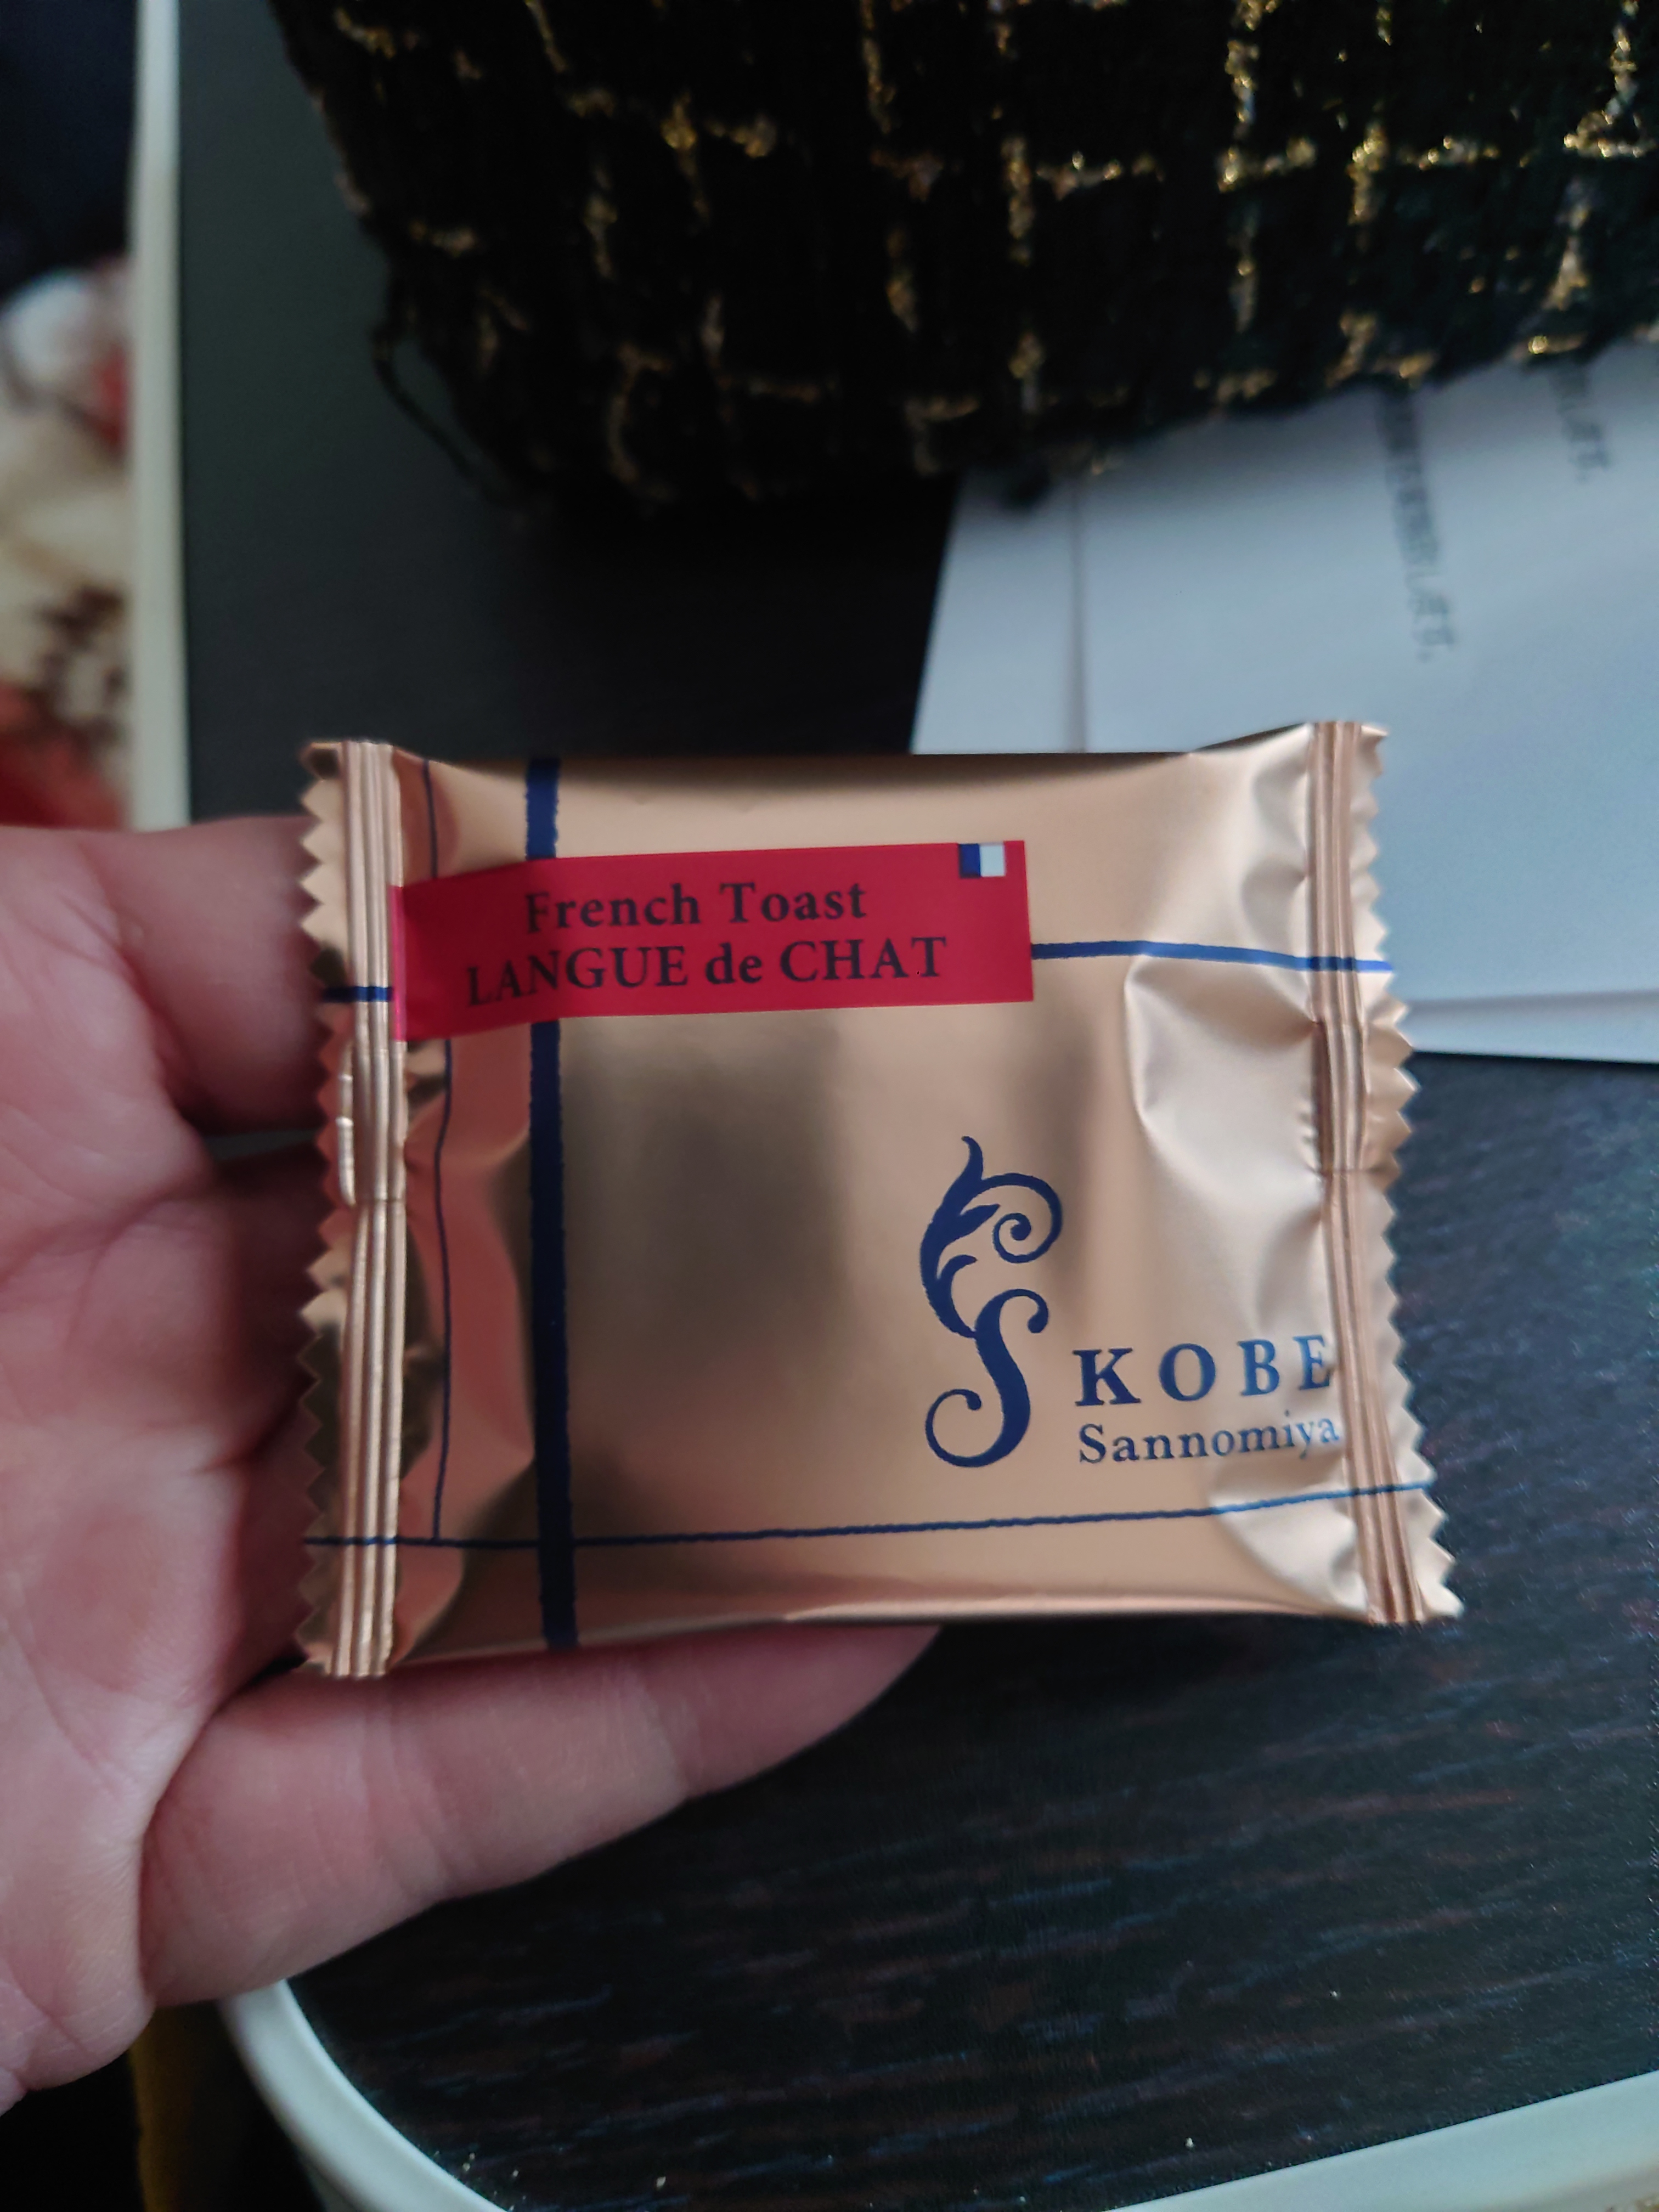 French Toast
LANGUE de CHAT
KOBE
Sannomiya